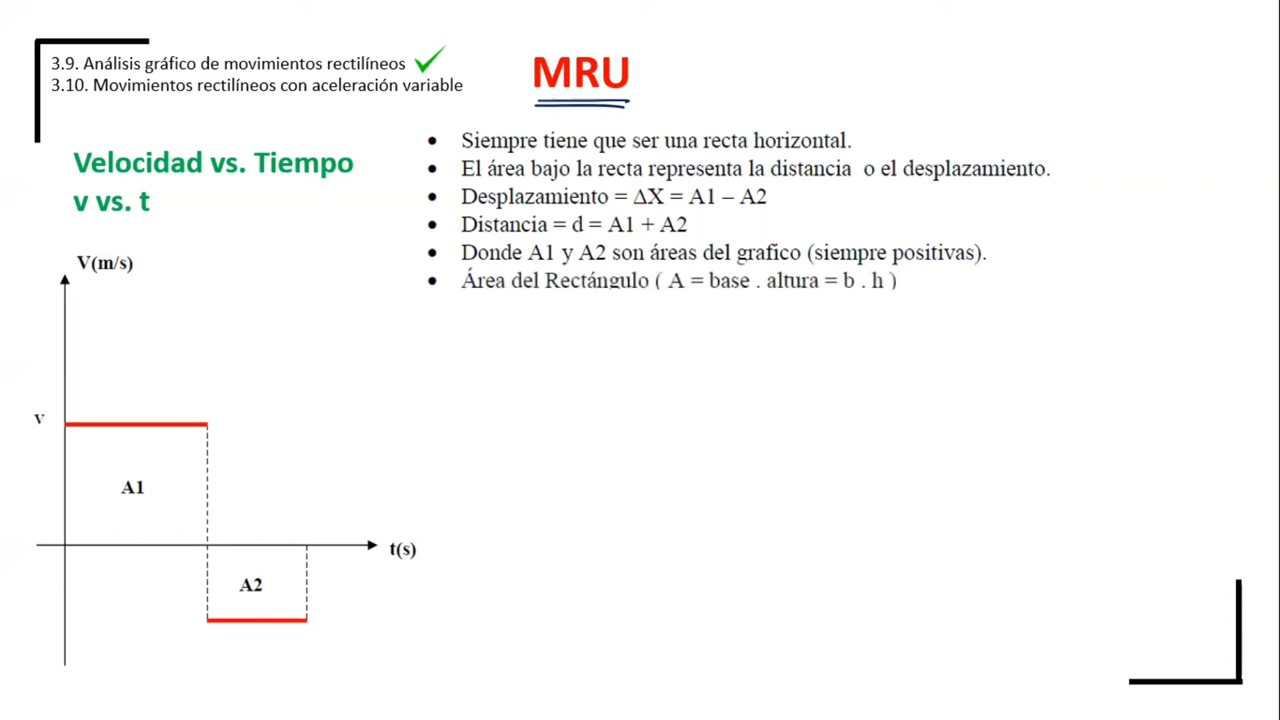 3.9. Análisis gráfico de movimientos rectilíneos
3.10. Movimientos rectilíneos con aceleración variable
MRU
Velocidad vs. Tiempo
v vs. t
• Siempre tiene que ser una recta horizontal.
• El área bajo la recta representa la distancia o el desplazamiento.
• Desplazamiento = ΔX = A1 – A2
• Distancia = d = A1 + A2
• Donde A1 y A2 son áreas del grafico (siempre positivas).
• Área del Rectángulo ( A = base . altura = b . h )
V(m/s)
v
A1
t(s)
A2